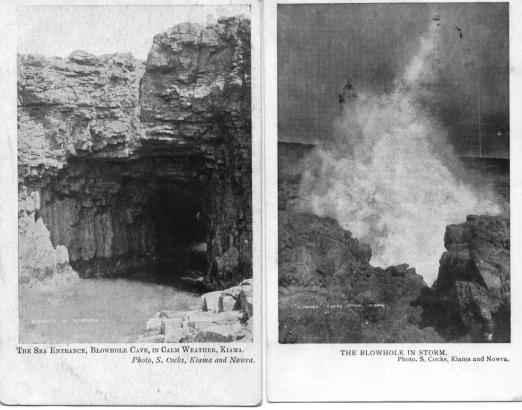 The Sea Entrance, Blowhole Cave, in Calm Weather, Kiama.
Photo, S. Cocks, Kiama and Nowra.
THE BLOWHOLE IN STORM.
Photo. S. Cocks, Kiama and Nowra.